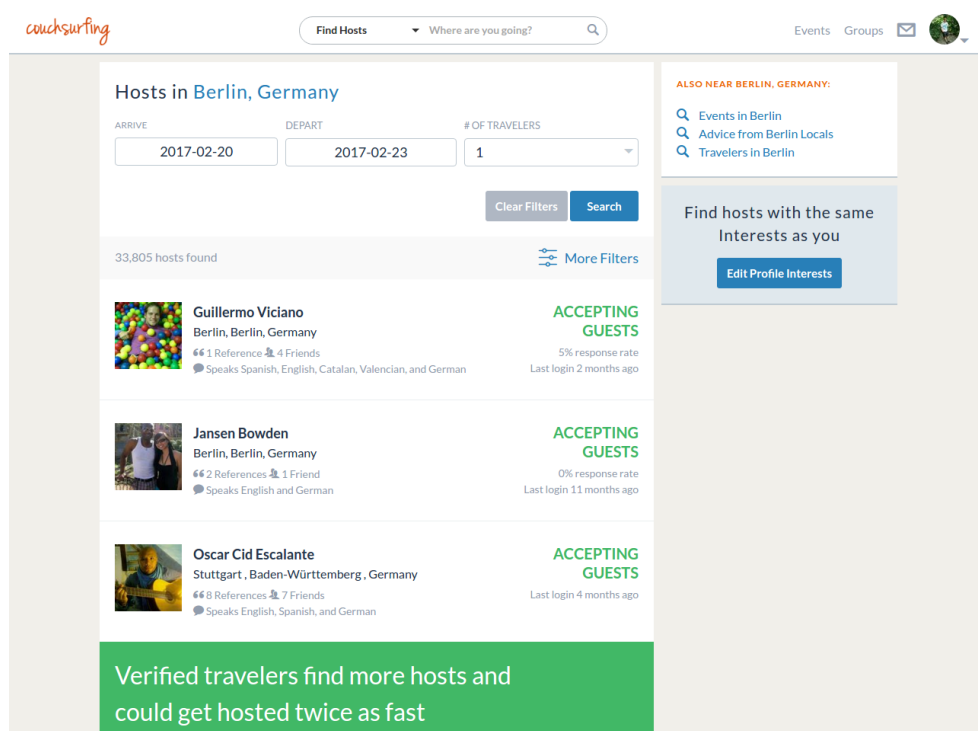 couchsurfing
Find Hosts Where are you going?
Events Groups
Hosts in Berlin, Germany
ARRIVE DEPART # OF TRAVELERS
2017-02-20 2017-02-23 1
Clear Filters Search
33,805 hosts found More Filters
Guillermo Viciano
Berlin, Berlin, Germany
1 Reference 4 Friends
Speaks Spanish, English, Catalan, Valencian, and German
ACCEPTING
GUESTS
5% response rate
Last login 2 months ago
Jansen Bowden
Berlin, Berlin, Germany
2 References 1 Friend
Speaks English and German
ACCEPTING
GUESTS
0% response rate
Last login 11 months ago
Oscar Cid Escalante
Stuttgart , Baden-Württemberg , Germany
8 References 7 Friends
Speaks English, Spanish, and German
ACCEPTING
GUESTS
Last login 4 months ago
Verified travelers find more hosts and
could get hosted twice as fast
ALSO NEAR BERLIN, GERMANY:
Events in Berlin
Advice from Berlin Locals
Travelers in Berlin
Find hosts with the same
Interests as you
Edit Profile Interests